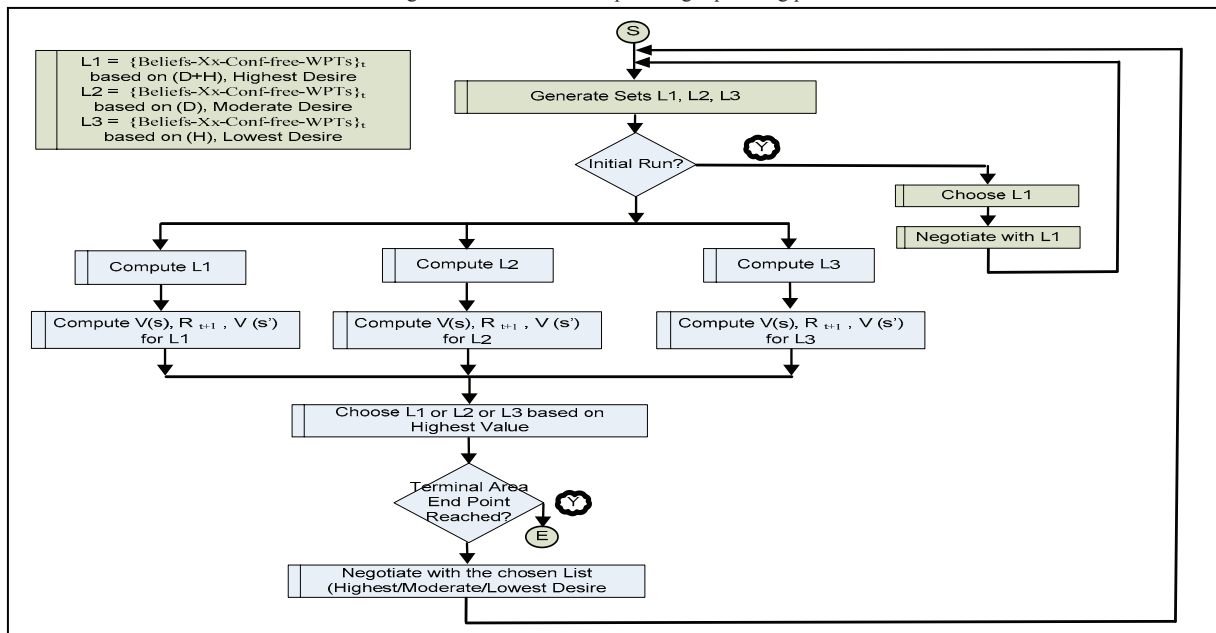 S
L1 = {Beliefs-Xx-Conf-free-WPTs}t
based on (D+H), Highest Desire
L2 = {Beliefs-Xx-Conf-free-WPTs}t
based on (D), Moderate Desire
L3 = {Beliefs-Xx-Conf-free-WPTs}t
based on (H), Lowest Desire
Generate Sets L1, L2, L3
Initial Run?
Y
Choose L1
Negotiate with L1
Compute L1
Compute L2
Compute L3
Compute V(s), R t+1 , V (s’)
for L1
Compute V(s), R t+1 , V (s’)
for L2
Compute V(s), R t+1 , V (s’)
for L3
Choose L1 or L2 or L3 based on
Highest Value
Terminal Area
End Point
Reached?
Y
E
Negotiate with the chosen List
(Highest/Moderate/Lowest Desire